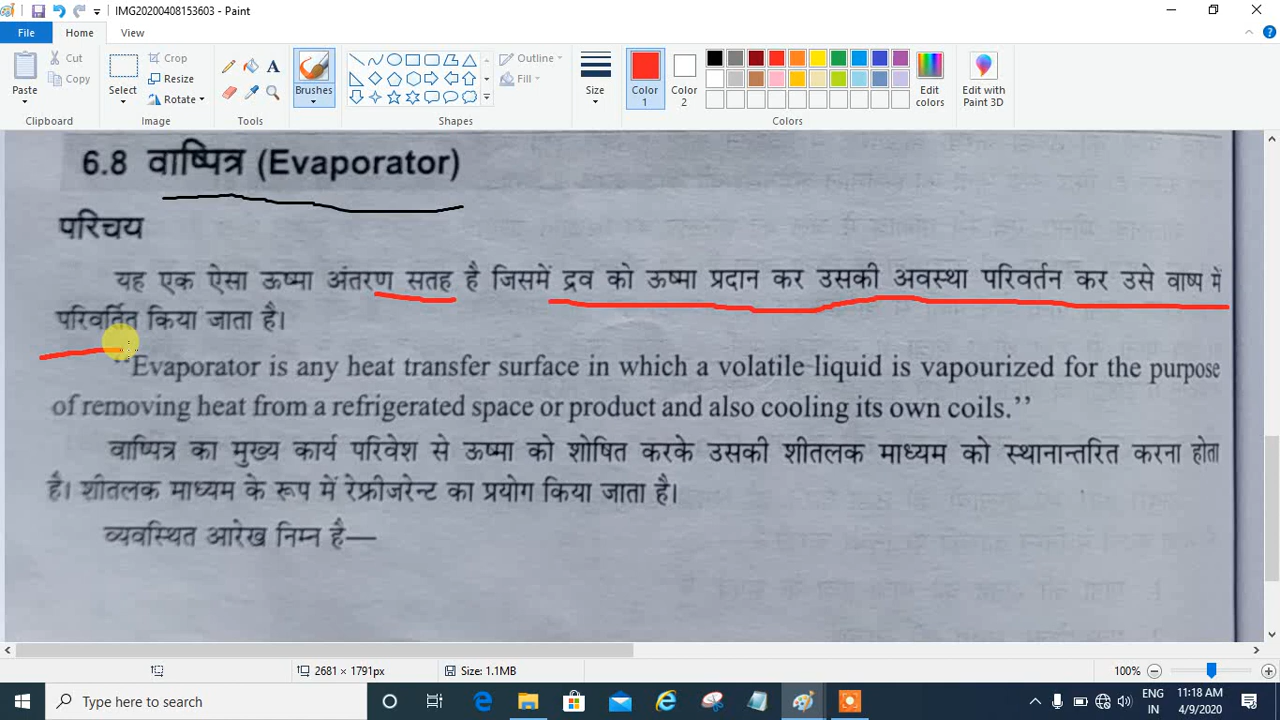 IMG20200408153603 - Paint
File Home View
Paste Cut Copy Select Crop Resize Rotate Brushes Outline Fill Size Color 1 Color 2 Edit colors Edit with Paint 3D
Clipboard Image Tools Shapes Colors
6.8 वाष्पित्र (Evaporator)
परिचय
यह एक ऐसा ऊष्मा अंतरण सतह है जिसमें द्रव को ऊष्मा प्रदान कर उसकी अवस्था परिवर्तन कर उसे वाष्प में
परिवर्तित किया जाता है।
‘‘Evaporator is any heat transfer surface in which a volatile liquid is vapourized for the purpose
of removing heat from a refrigerated space or product and also cooling its own coils.’’
वाष्पित्र का मुख्य कार्य परिवेश से ऊष्मा को शोषित करके उसकी शीतलक माध्यम को स्थानान्तरित करना होता
है। शीतलक माध्यम के रूप में रेफ्रीजरेन्ट का प्रयोग किया जाता है।
व्यवस्थित आरेख निम्न है—
2681 × 1791px Size: 1.1MB 100%
Type here to search ENG IN 11:18 AM 4/9/2020